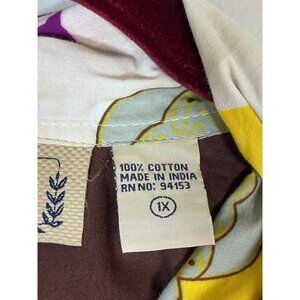 100% COTTON
MADE IN INDIA
RN NO: 94153
1X